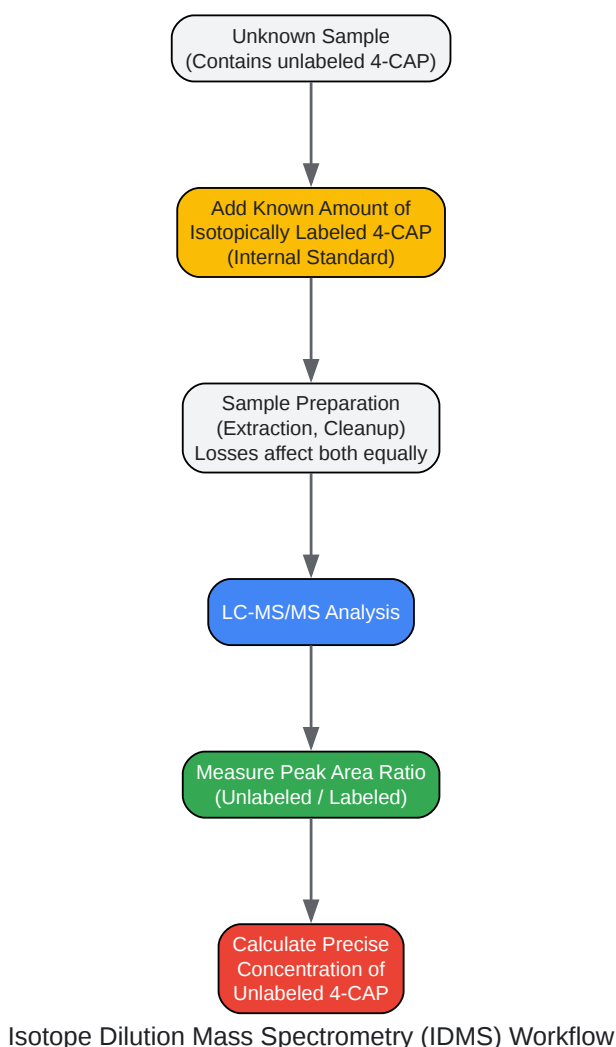 Unknown Sample
(Contains unlabeled 4-CAP)
Add Known Amount of
Isotopically Labeled 4-CAP
(Internal Standard)
Sample Preparation
(Extraction, Cleanup)
Losses affect both equally
LC-MS/MS Analysis
Measure Peak Area Ratio
(Unlabeled / Labeled)
Calculate Precise
Concentration of
Unlabeled 4-CAP
Isotope Dilution Mass Spectrometry (IDMS) Workflow